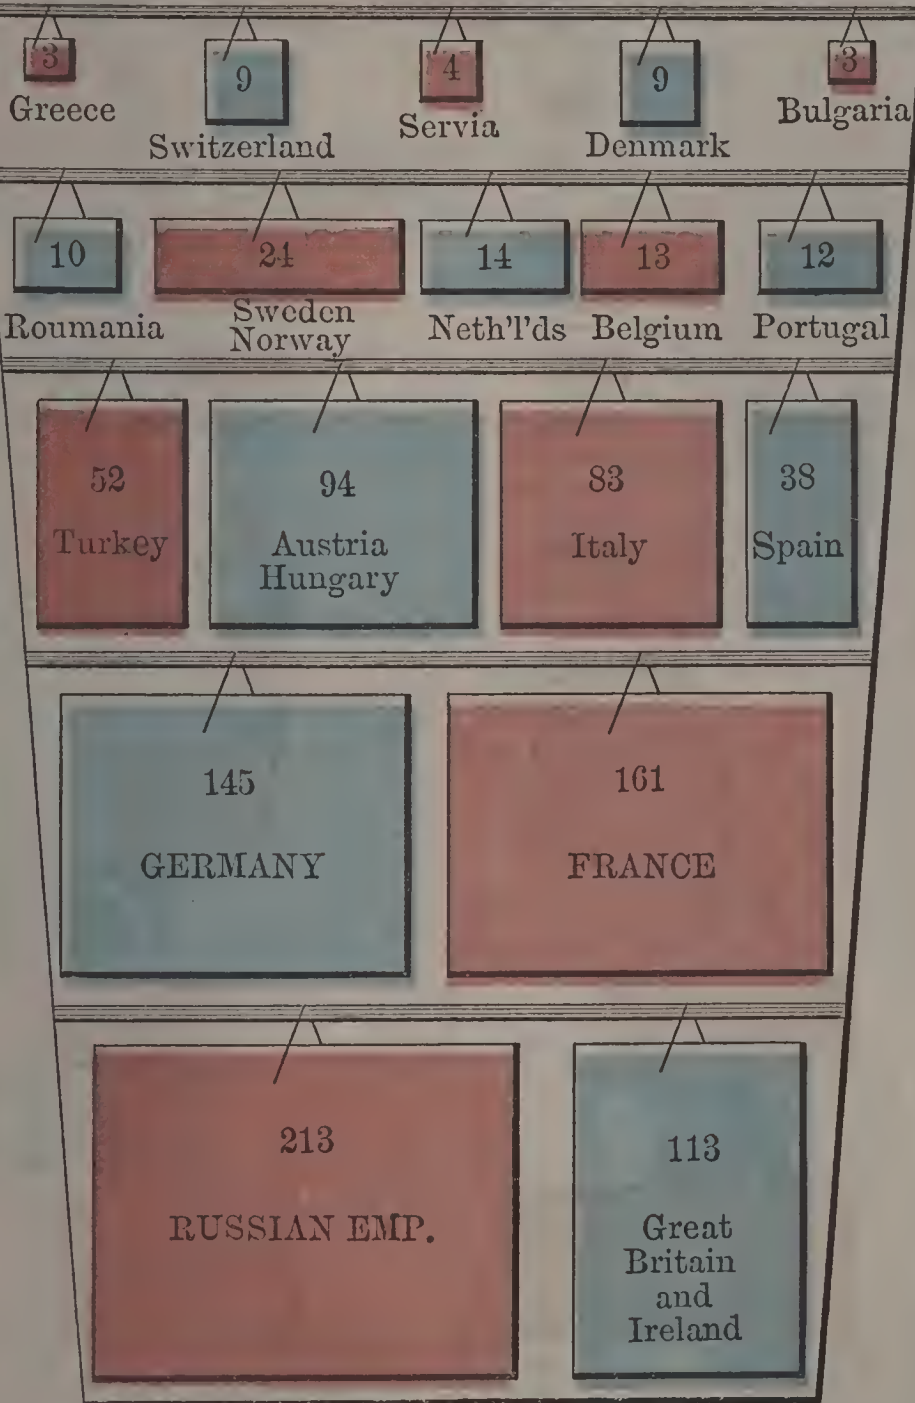 3
Greece
9
Switzerland
4
Servia
9
Denmark
3
Bulgaria
10
Roumania
24
Sweden
Norway
14
Neth'l'ds
13
Belgium
12
Portugal
52
Turkey
94
Austria
Hungary
83
Italy
38
Spain
145
GERMANY
161
FRANCE
213
RUSSIAN EMP.
113
Great
Britain
and
Ireland